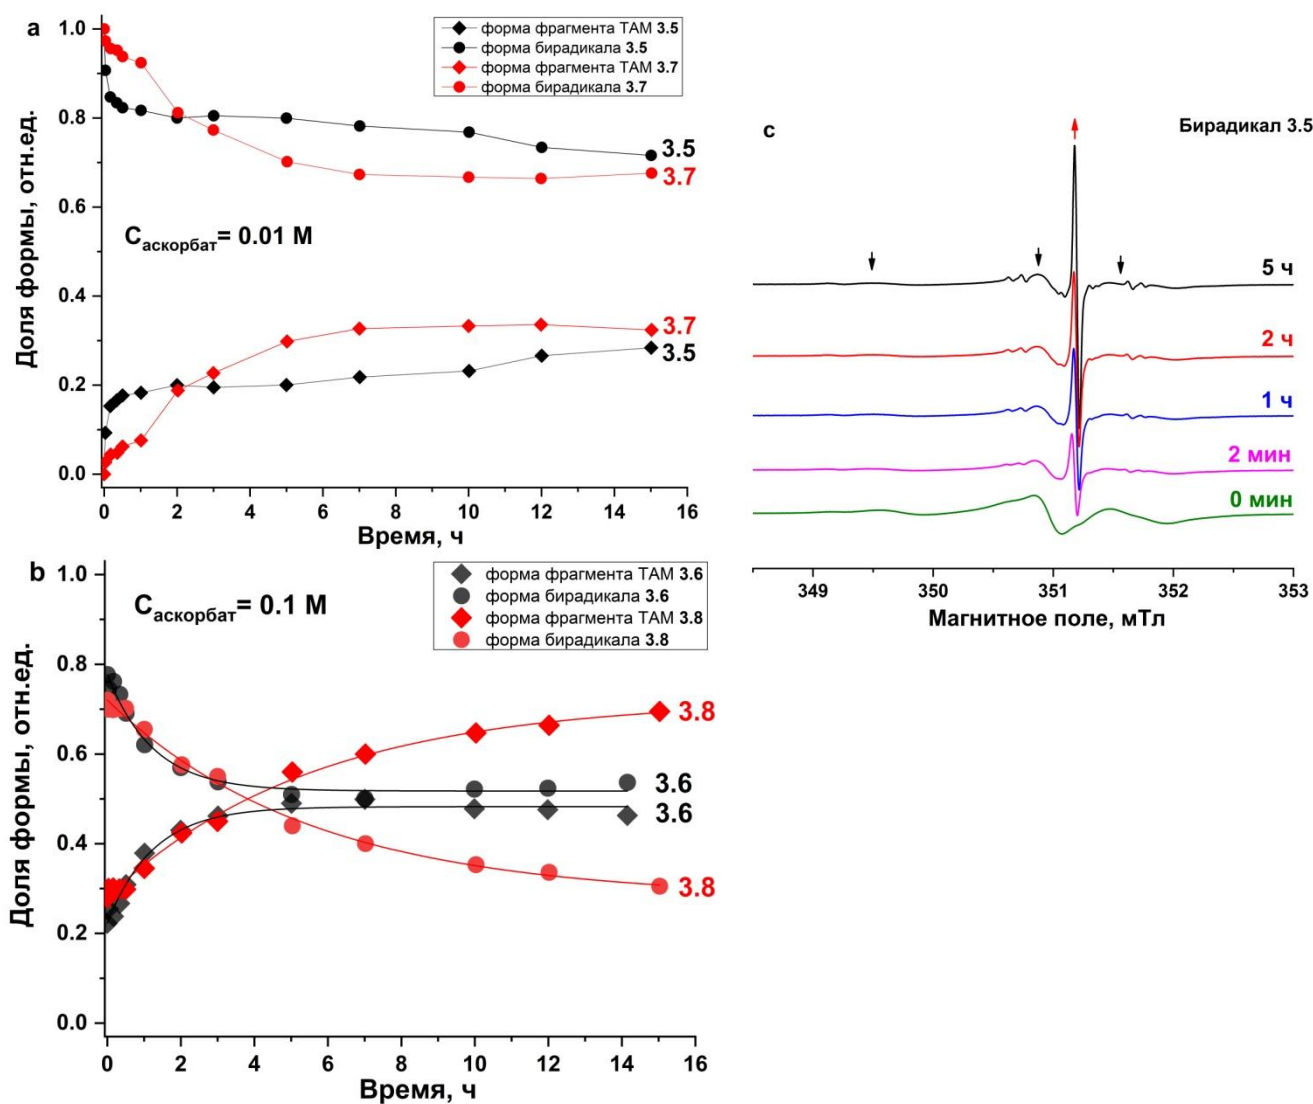 a
1.0
0.8
0.6
0.4
0.2
0.0
Доля формы, отн.ед.
форма фрагмента ТАМ 3.5
форма бирадикала 3.5
форма фрагмента ТАМ 3.7
форма бирадикала 3.7
Cаскорбат= 0.01 М
3.5
3.7
3.7
3.5
0 2 4 6 8 10 12 14 16
Время, ч
b
1.0
0.8
0.6
0.4
0.2
0.0
Доля формы, отн.ед.
Cаскорбат= 0.1 М
форма фрагмента ТАМ 3.6
форма бирадикала 3.6
форма фрагмента ТАМ 3.8
форма бирадикала 3.8
3.8
3.6
3.6
3.8
0 2 4 6 8 10 12 14 16
Время, ч
c
Бирадикал 3.5
5 ч
2 ч
1 ч
2 мин
0 мин
349 350 351 352 353
Магнитное поле, мТл